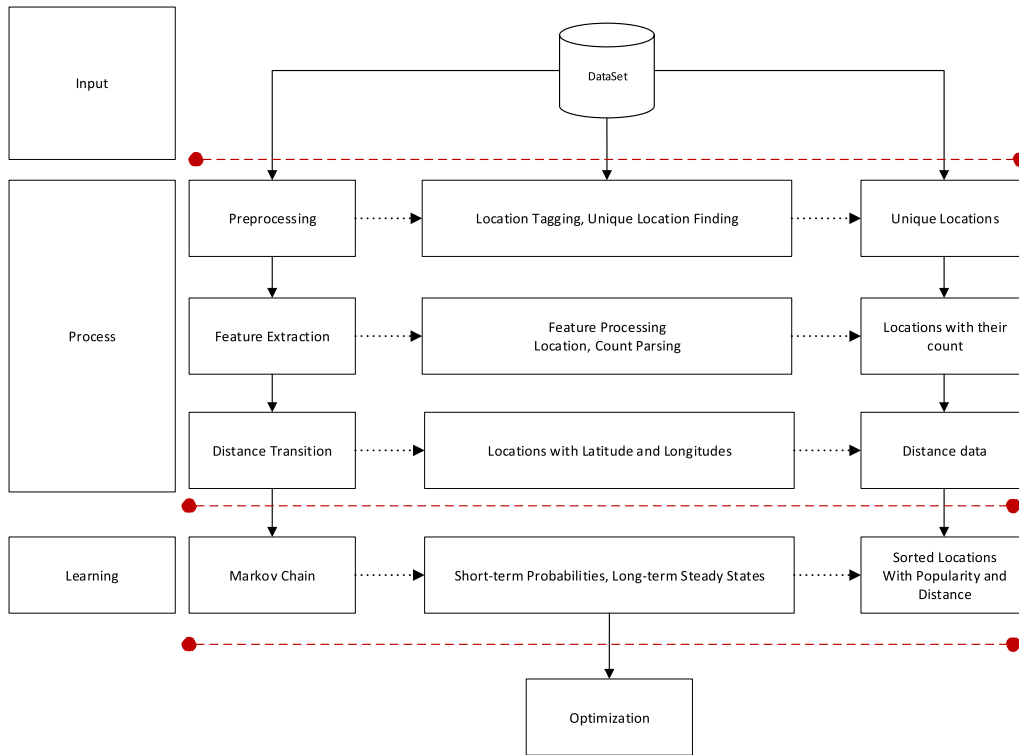 Input
DataSet
Process
Preprocessing
Location Tagging, Unique Location Finding
Unique Locations
Feature Extraction
Feature Processing
Location, Count Parsing
Locations with their
count
Distance Transition
Locations with Latitude and Longitudes
Distance data
Learning
Markov Chain
Short-term Probabilities, Long-term Steady States
Sorted Locations
With Popularity and
Distance
Optimization